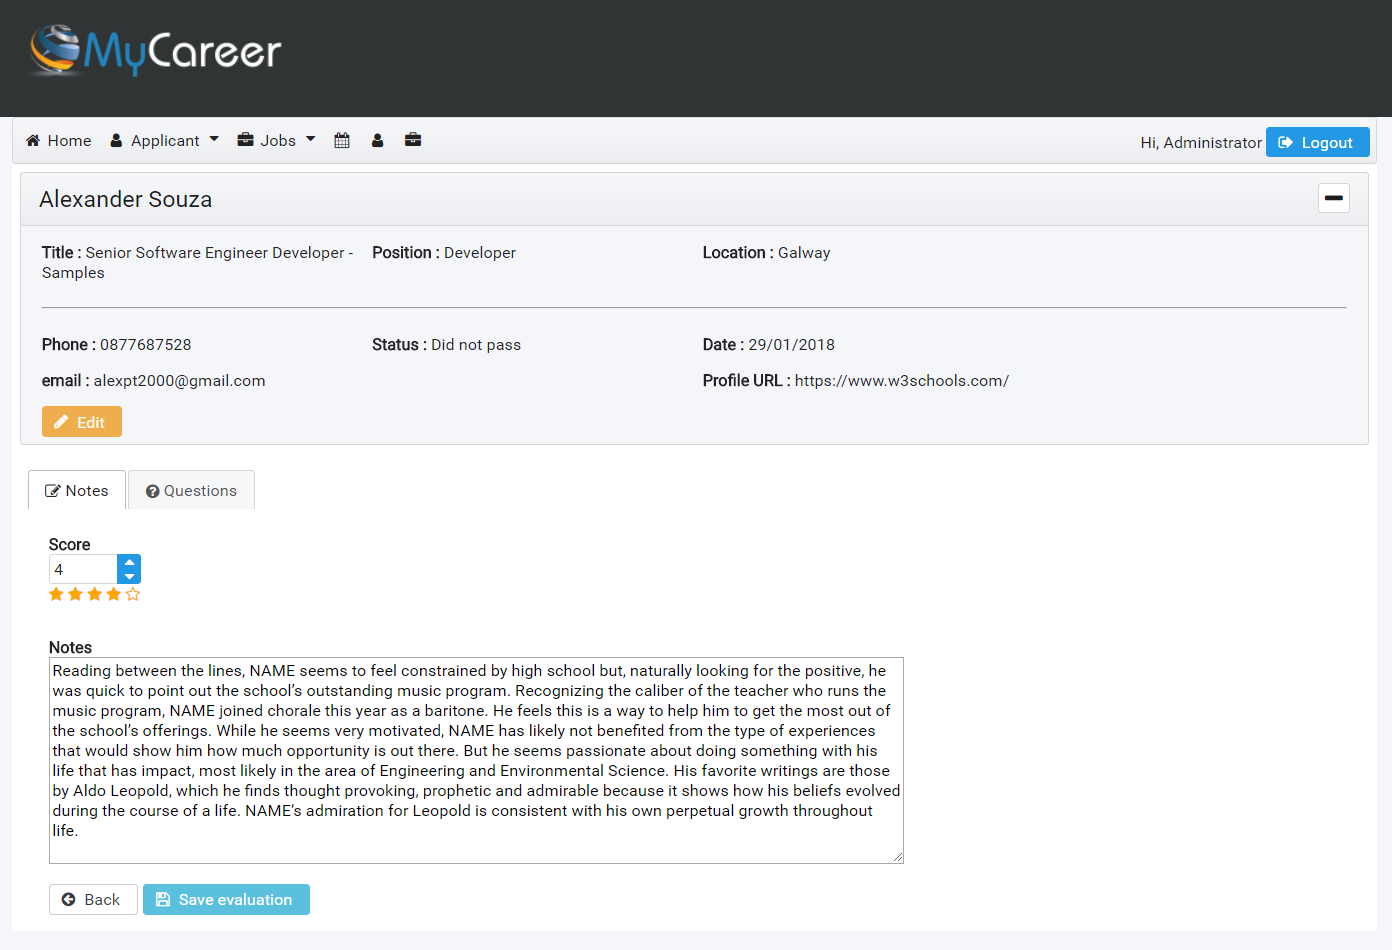 MyCareer
Home Applicant Jobs Hi, Administrator Logout
Alexander Souza
Title : Senior Software Engineer Developer - Samples
Position : Developer
Location : Galway
Phone : 0877687528
Status : Did not pass
Date : 29/01/2018
email : alexpt2000@gmail.com
Profile URL : https://www.w3schools.com/
Edit
Notes Questions
Score
4
Notes
Reading between the lines, NAME seems to feel constrained by high school but, naturally looking for the positive, he
was quick to point out the school’s outstanding music program. Recognizing the caliber of the teacher who runs the
music program, NAME joined chorale this year as a baritone. He feels this is a way to help him to get the most out of
the school’s offerings. While he seems very motivated, NAME has likely not benefited from the type of experiences
that would show him how much opportunity is out there. But he seems passionate about doing something with his
life that has impact, most likely in the area of Engineering and Environmental Science. His favorite writings are those
by Aldo Leopold, which he finds thought provoking, prophetic and admirable because it shows how his beliefs evolved
during the course of a life. NAME’s admiration for Leopold is consistent with his own perpetual growth throughout
life.
Back Save evaluation